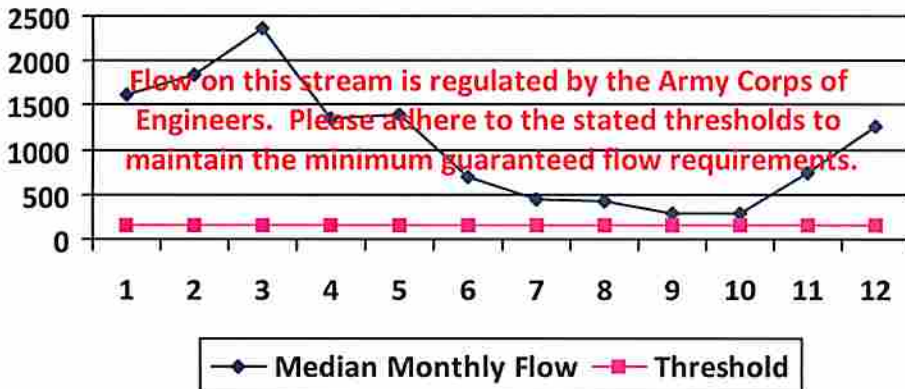 2500
2000
1500
1000
500
0
Flow on this stream is regulated by the Army Corps of
Engineers. Please adhere to the stated thresholds to
maintain the minimum guaranteed flow requirements.
1 2 3 4 5 6 7 8 9 10 11 12
Median Monthly Flow Threshold